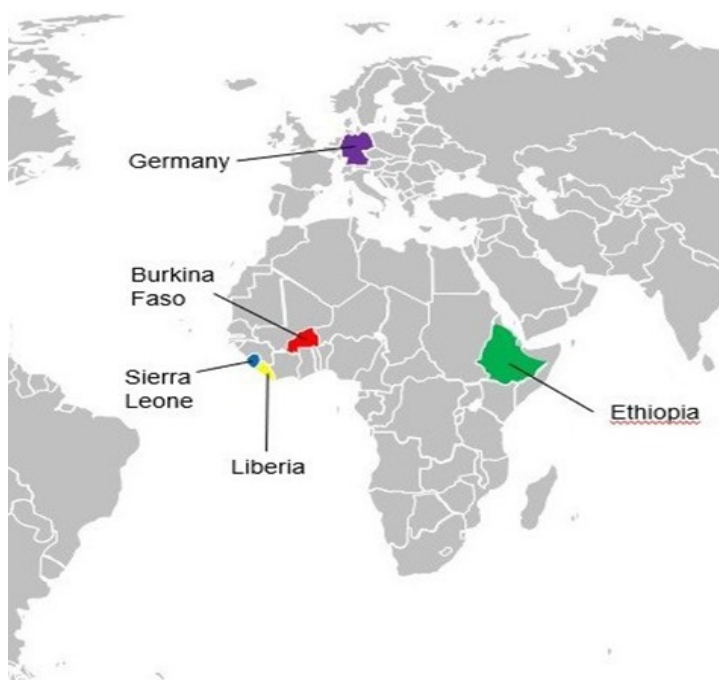 Germany
Burkina
Faso
Sierra
Leone
Liberia
Ethiopia